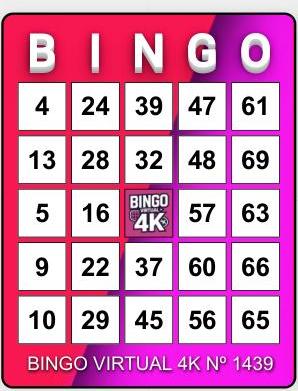 B I N G O
4 24 39 47 61
13 28 32 48 69
5 16 BINGO VIRTUAL 4K 57 63
9 22 37 60 66
10 29 45 56 65
BINGO VIRTUAL 4K Nº 1439